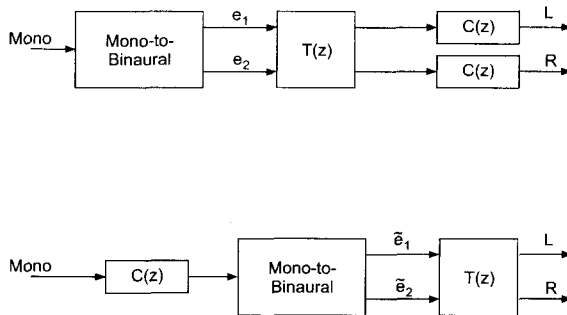 Mono
Mono-to-
Binaural
e₁
e₂
T(z)
C(z)
C(z)
L
R
Mono
C(z)
Mono-to-
Binaural
ẽ₁
ẽ₂
T(z)
L
R